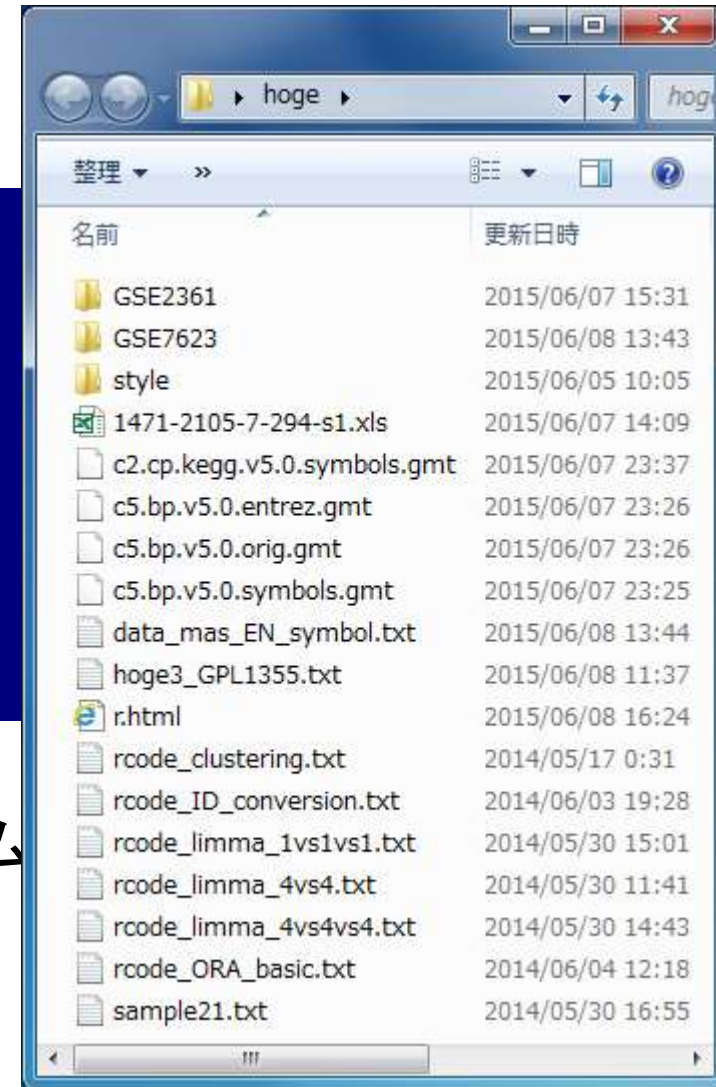 hoge
hoge
整理
»
名前 更新日時
GSE2361 2015/06/07 15:31
GSE7623 2015/06/08 13:43
style 2015/06/05 10:05
1471-2105-7-294-s1.xls 2015/06/07 14:09
c2.cp.kegg.v5.0.symbols.gmt 2015/06/07 23:37
c5.bp.v5.0.entrez.gmt 2015/06/07 23:26
c5.bp.v5.0.orig.gmt 2015/06/07 23:26
c5.bp.v5.0.symbols.gmt 2015/06/07 23:25
data_mas_EN_symbol.txt 2015/06/08 13:44
hoge3_GPL1355.txt 2015/06/08 11:37
r.html 2015/06/08 16:24
rcode_clustering.txt 2014/05/17 0:31
rcode_ID_conversion.txt 2014/06/03 19:28
rcode_limma_1vs1vs1.txt 2014/05/30 15:01
ム
rcode_limma_4vs4.txt 2014/05/30 11:41
rcode_limma_4vs4vs4.txt 2014/05/30 14:43
rcode_ORA_basic.txt 2014/06/04 12:18
sample21.txt 2014/05/30 16:55